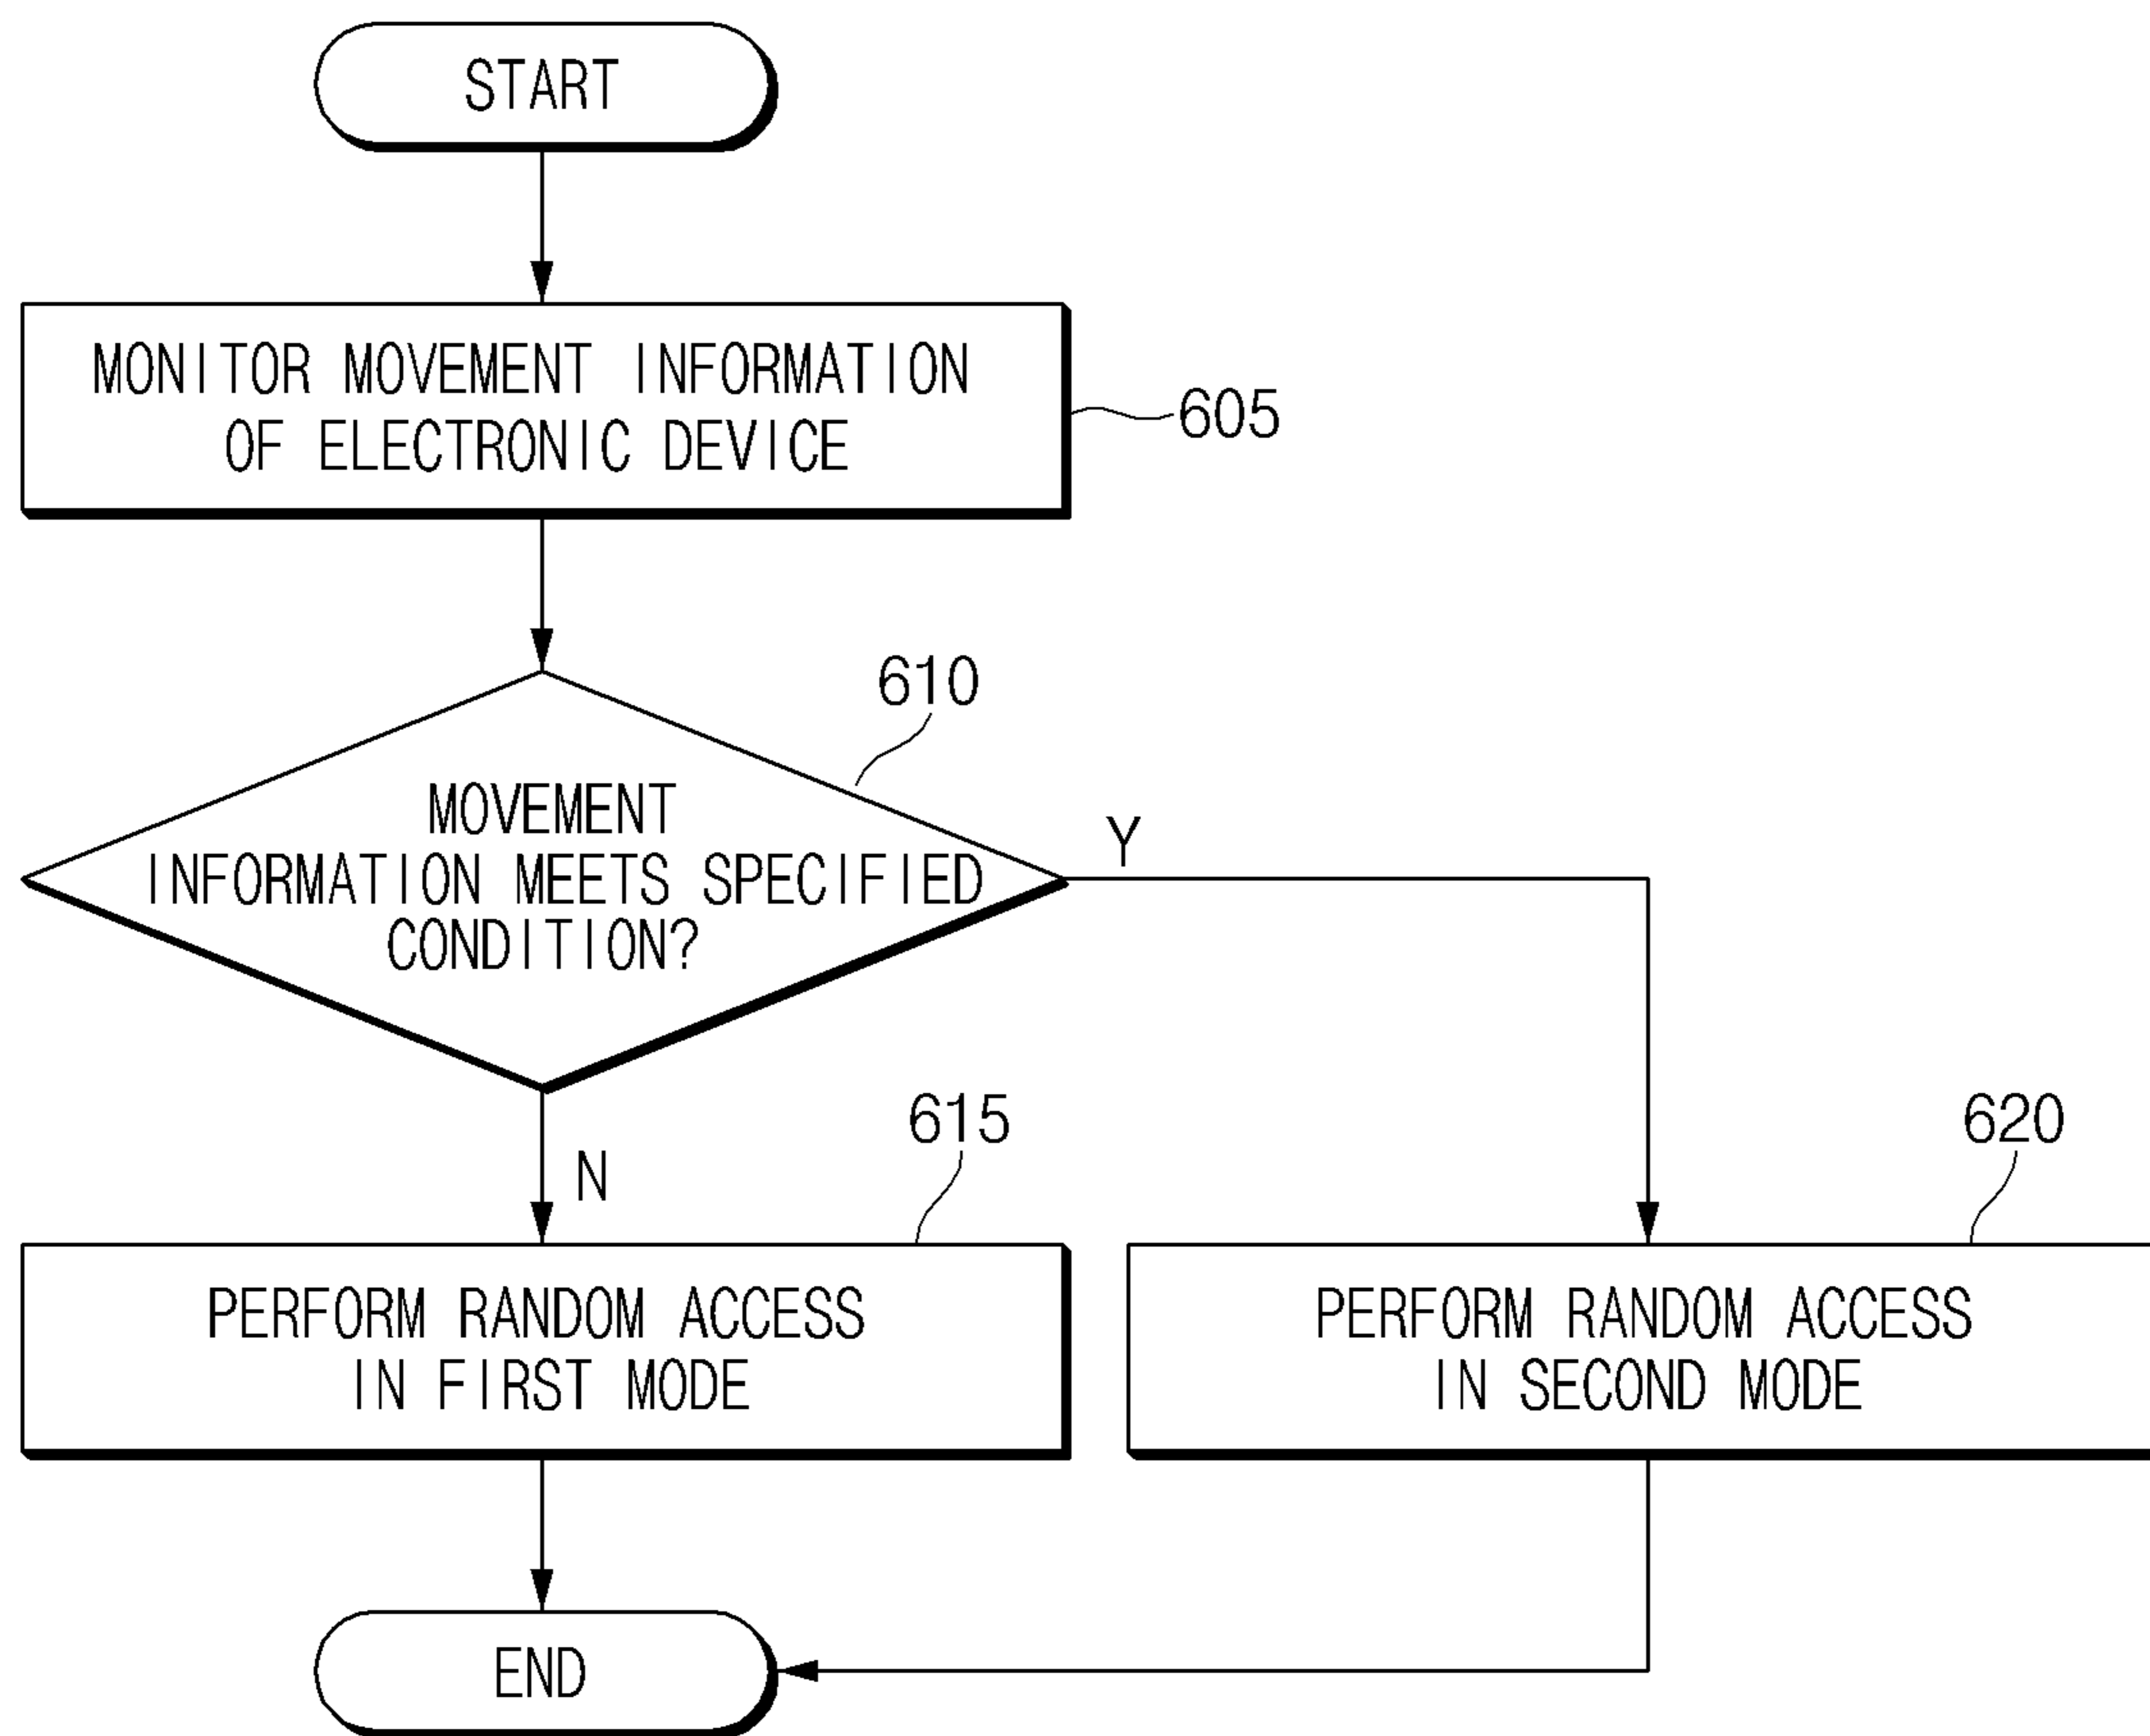 START
MONITOR MOVEMENT INFORMATION
OF ELECTRONIC DEVICE
605
610
MOVEMENT
INFORMATION MEETS SPECIFIED
CONDITION?
Y
N
615
PERFORM RANDOM ACCESS
IN FIRST MODE
620
PERFORM RANDOM ACCESS
IN SECOND MODE
END